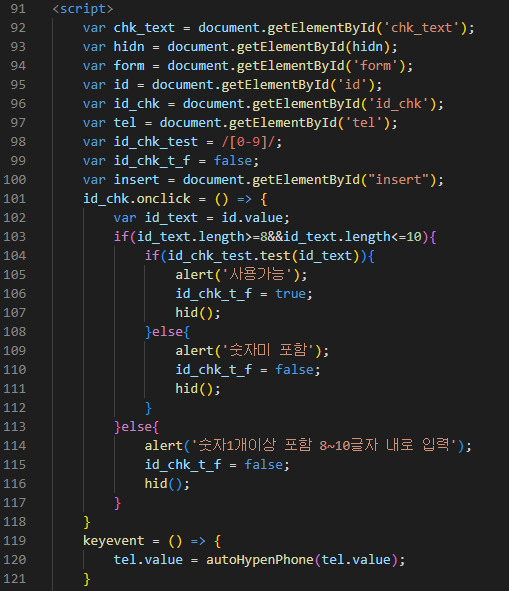 91 <script>
92 var chk_text = document.getElementById('chk_text');
93 var hidn = document.getElementById(hidn);
94 var form = document.getElementById('form');
95 var id = document.getElementById('id');
96 var id_chk = document.getElementById('id_chk');
97 var tel = document.getElementById('tel');
98 var id_chk_test = /[0-9]/;
99 var id_chk_t_f = false;
100 var insert = document.getElementById("insert");
101 id_chk.onclick = () => {
102 var id_text = id.value;
103 if(id_text.length>=8&&id_text.length<=10){
104 if(id_chk_test.test(id_text)){
105 alert('사용가능');
106 id_chk_t_f = true;
107 hid();
108 }else{
109 alert('숫자미 포함');
110 id_chk_t_f = false;
111 hid();
112 }
113 }else{
114 alert('숫자1개이상 포함 8~10글자 내로 입력');
115 id_chk_t_f = false;
116 hid();
117 }
118 }
119 keyevent = () => {
120 tel.value = autoHypenPhone(tel.value);
121 }